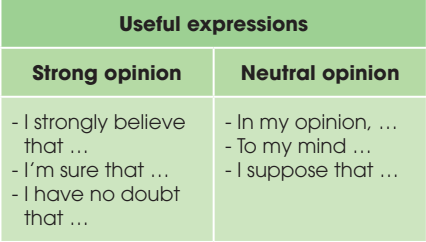 Useful expressions
Strong opinion
Neutral opinion
- I strongly believe
that …
- I'm sure that …
- I have no doubt
that …
- In my opinion, …
- To my mind …
- I suppose that …